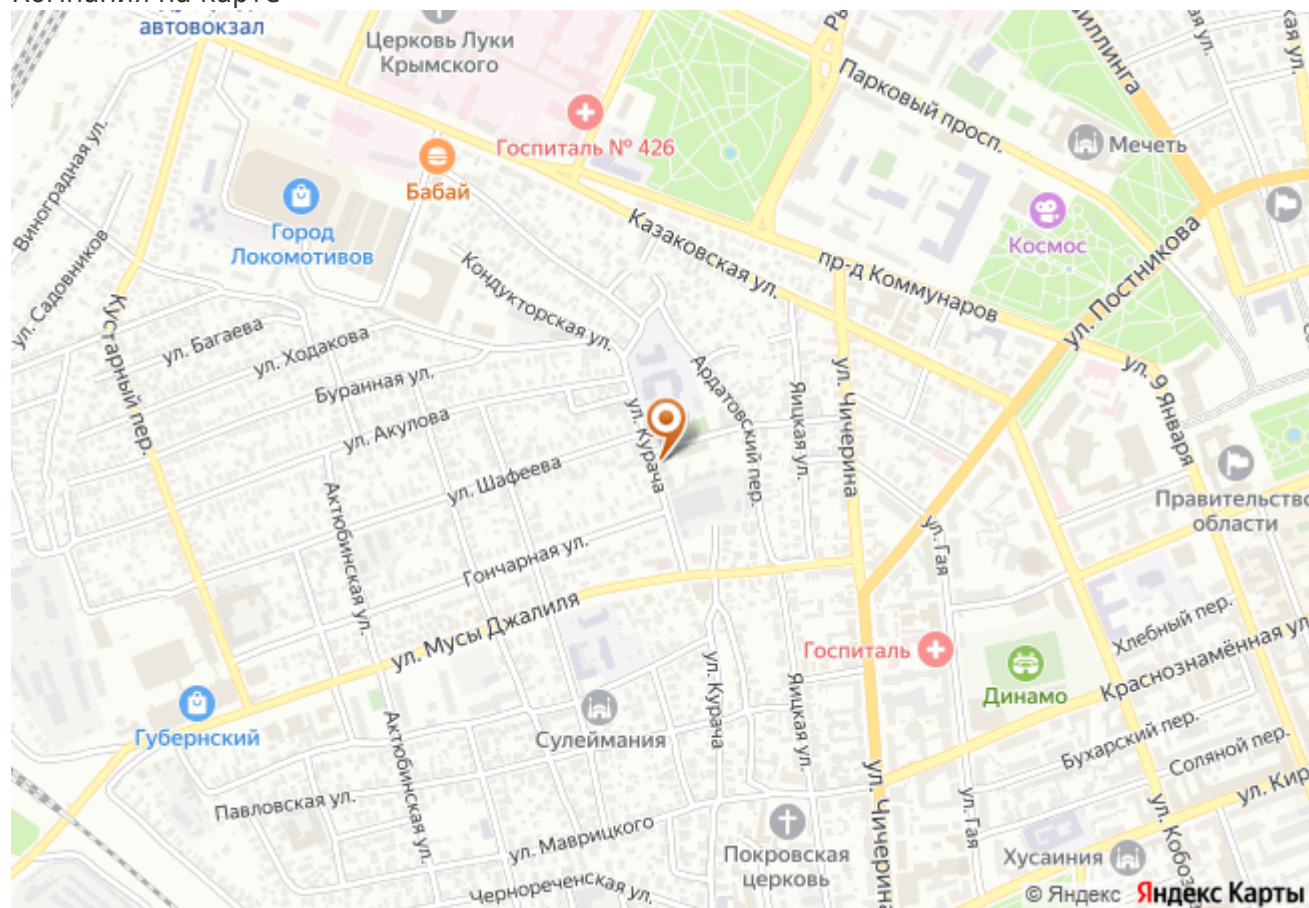 автовокзал
Церковь Луки
Крымского
Госпиталь № 426
Бабай
Город
Локомотивов
Виноградная ул.
ул. Садовников
Кустарный пер.
Парковый просп.
Мечеть
Космос
Казаковская ул.
пр-д Коммунаров
ул. Постникова
ул. 9 Января
Кондукторская ул.
ул. Багаева
ул. Ходакова
Буранная ул.
ул. Акулова
ул. Шафеева
ул. Курача
Ардатовский пер.
Яицкая ул.
ул. Чичерина
Правительство
области
Актюбинская ул.
Гончарная ул.
ул. Гая
ул. Мусы Джалиля
Госпиталь
Динамо
Хлебный пер.
Краснознамённая ул
Губернский
Актюбинская ул.
Сулеймания
ул. Курача
Яицкая ул.
Бухарский пер.
Соляной пер.
ул. Кир
Павловская ул.
ул. Маврицкого
Чернореченская ул.
Покровская
церковь
ул. Чичерина
ул. Гая
Хусаиния
ул. Кобоз
© Яндекс Яндекс Карты